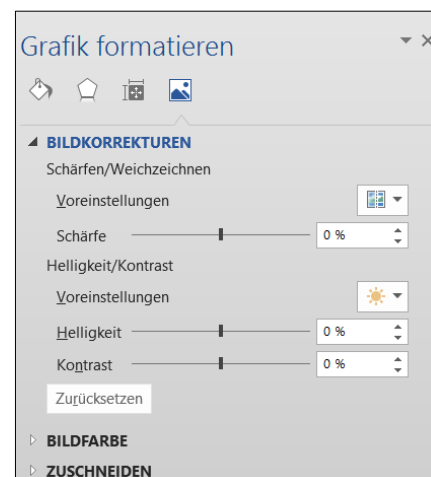 Grafik formatieren
BILDKORREKTUREN
Schärfen/Weichzeichnen
Voreinstellungen
Schärfe 0 %
Helligkeit/Kontrast
Voreinstellungen
Helligkeit 0 %
Kontrast 0 %
Zurücksetzen
BILDFARBE
ZUSCHNEIDEN